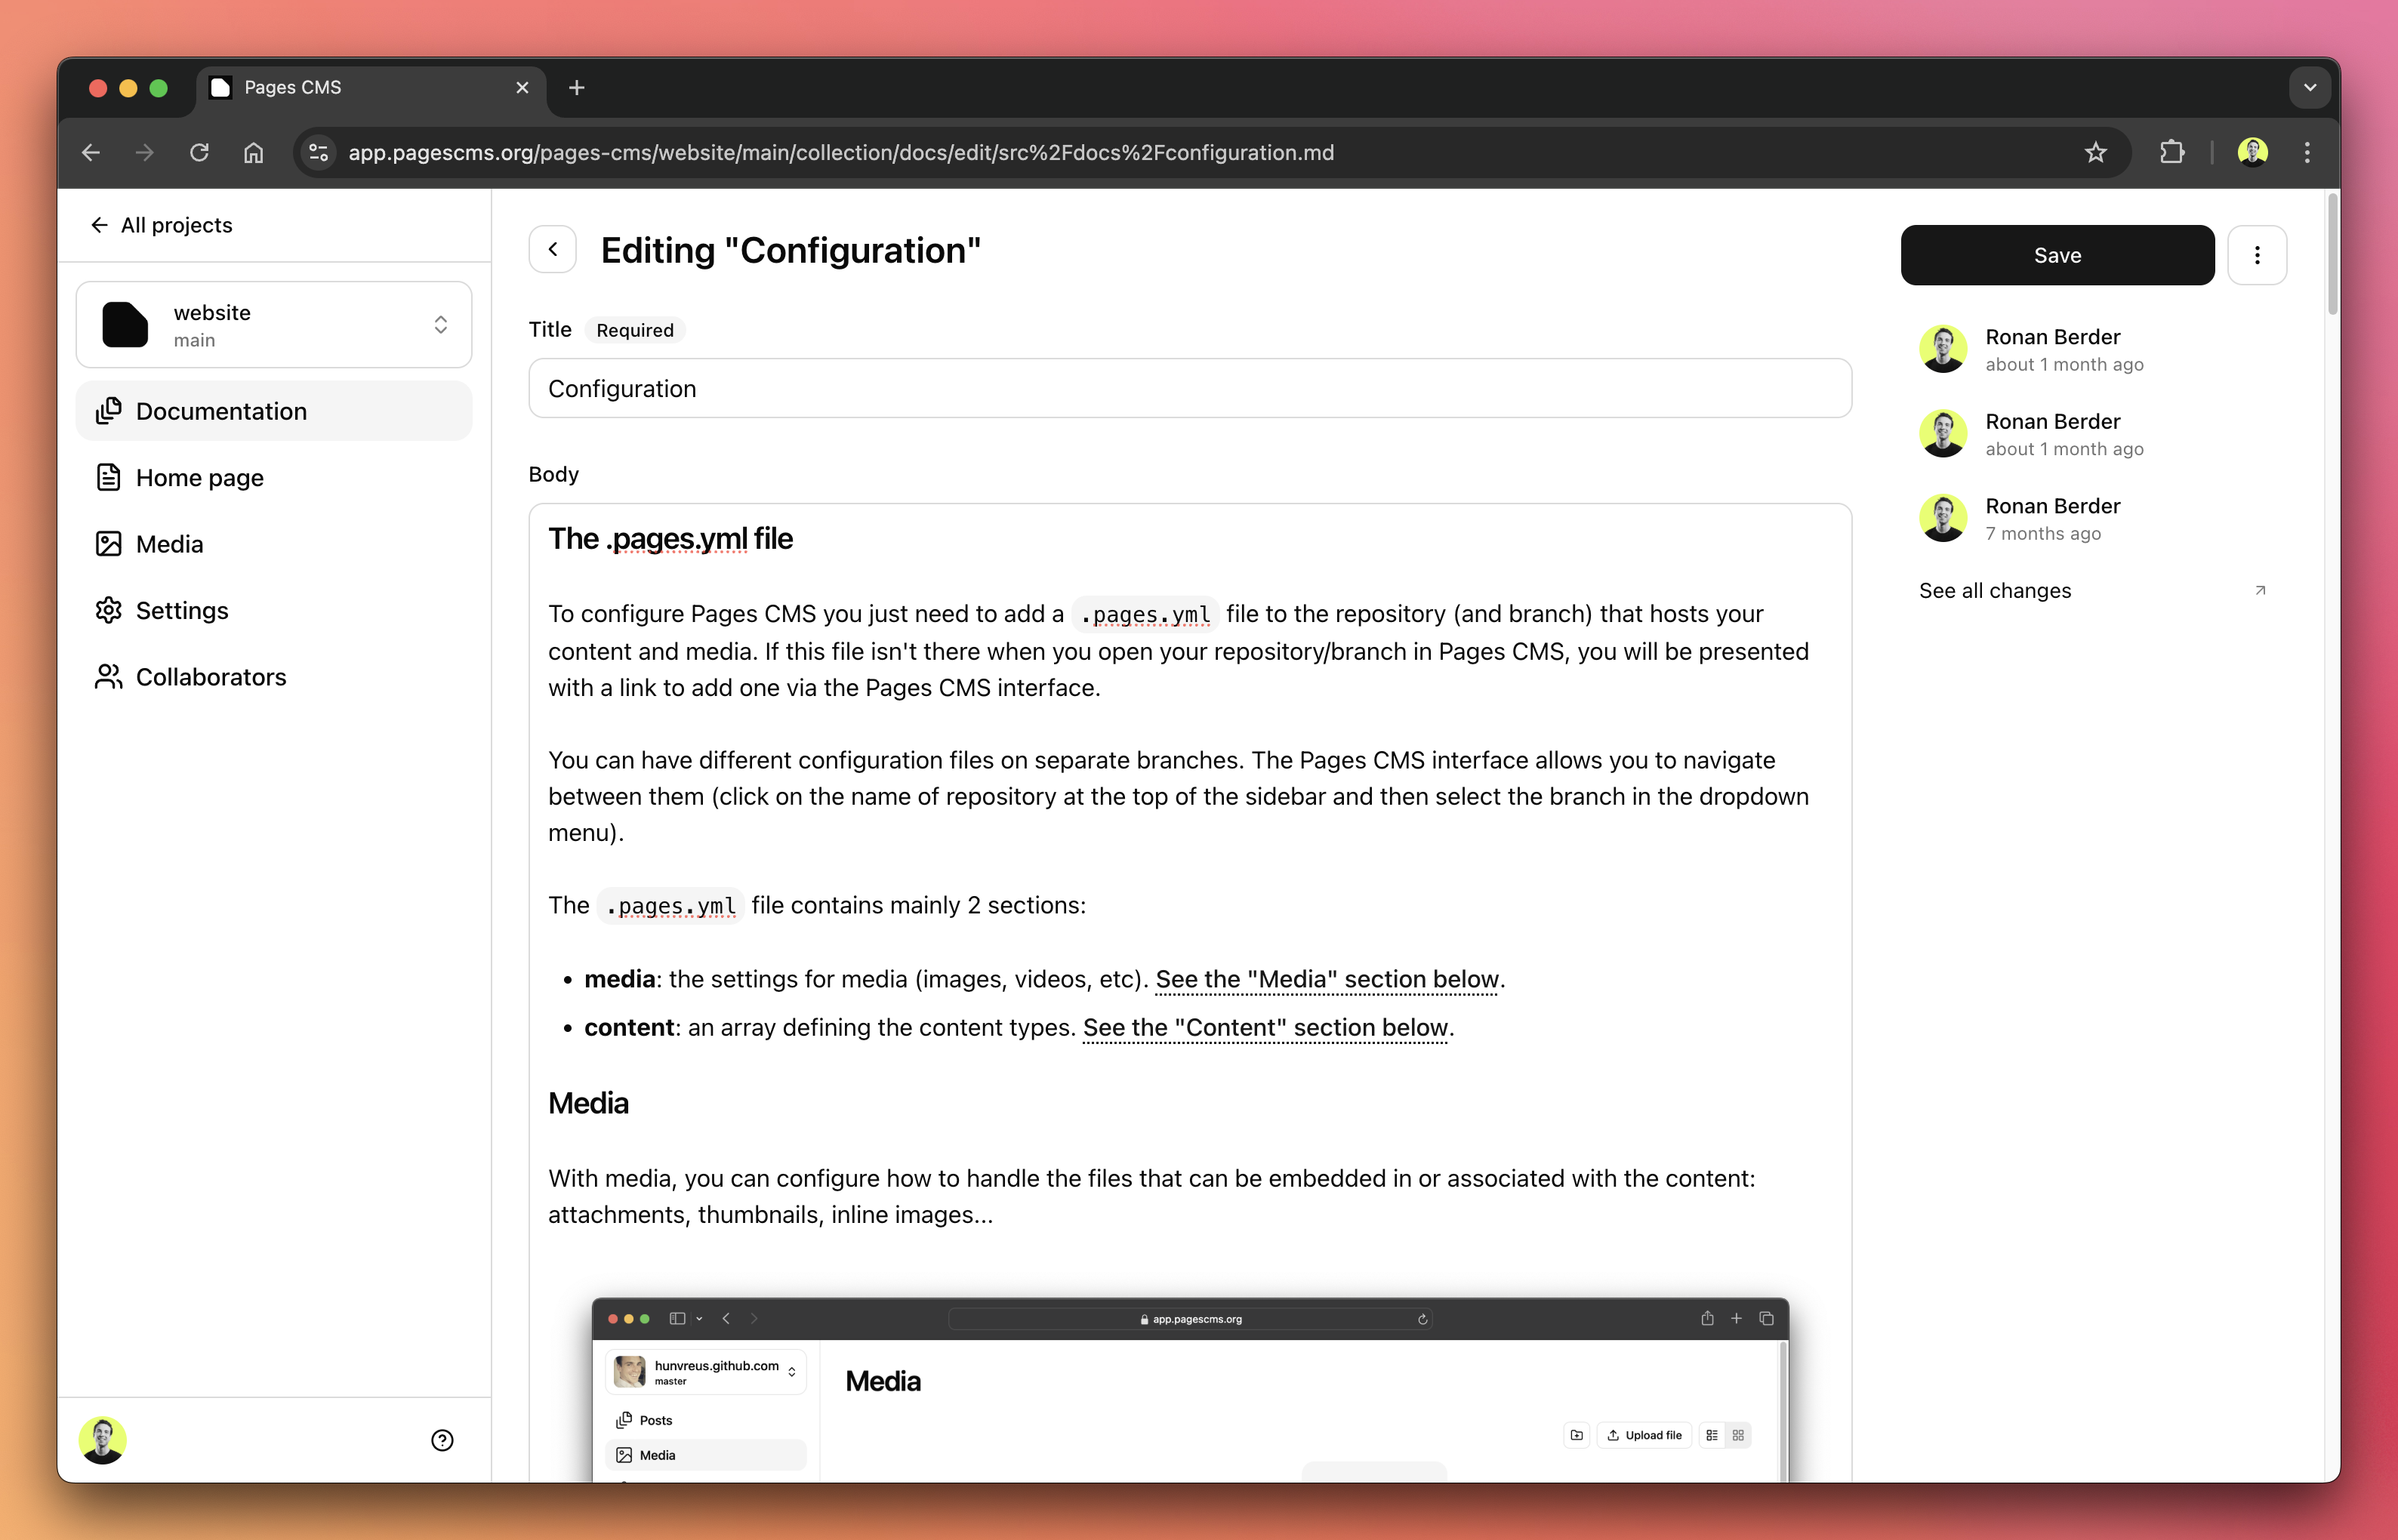 Pages CMS
app.pagescms.org/pages-cms/website/main/collection/docs/edit/src%2Fdocs%2Fconfiguration.md
All projects
website
main
Documentation
Home page
Media
Settings
Collaborators
Editing "Configuration"
Title Required
Configuration
Body
The .pages.yml file
To configure Pages CMS you just need to add a .pages.yml file to the repository (and branch) that hosts your
content and media. If this file isn't there when you open your repository/branch in Pages CMS, you will be presented
with a link to add one via the Pages CMS interface.
You can have different configuration files on separate branches. The Pages CMS interface allows you to navigate
between them (click on the name of repository at the top of the sidebar and then select the branch in the dropdown
menu).
The .pages.yml file contains mainly 2 sections:
• media: the settings for media (images, videos, etc). See the "Media" section below.
• content: an array defining the content types. See the "Content" section below.
Media
With media, you can configure how to handle the files that can be embedded in or associated with the content:
attachments, thumbnails, inline images...
app.pagescms.org
hunvreus.github.com
master
Posts
Media
Media
Upload file
Save
Ronan Berder
about 1 month ago
Ronan Berder
about 1 month ago
Ronan Berder
7 months ago
See all changes